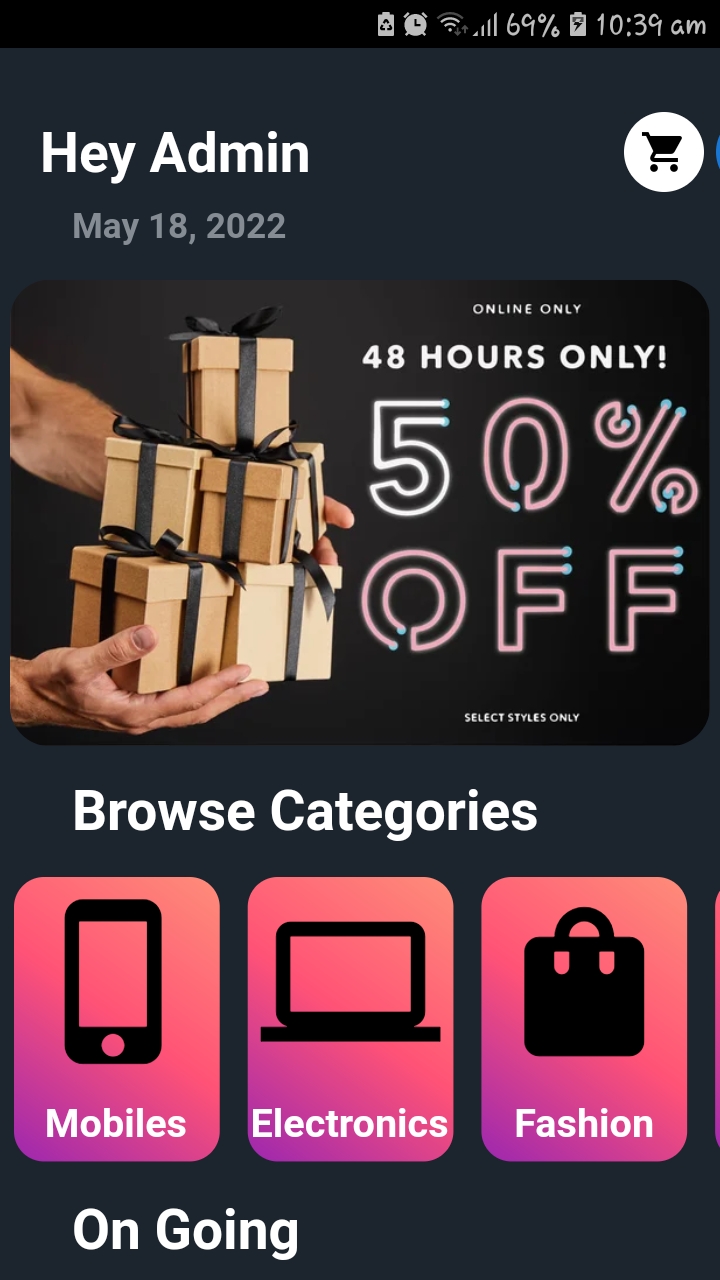 69% 10:39 am
Hey Admin
May 18, 2022
ONLINE ONLY
48 HOURS ONLY!
50%
OFF
SELECT STYLES ONLY
Browse Categories
Mobiles Electronics Fashion
On Going